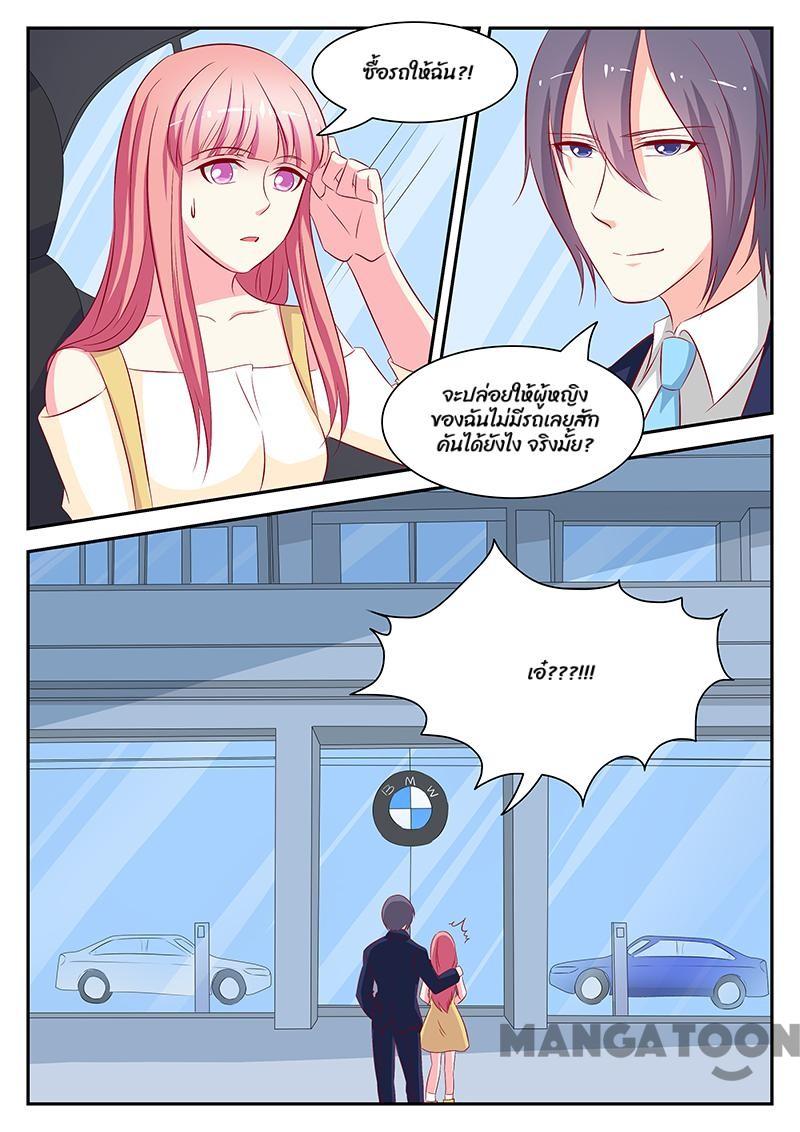 ซื้อรถให้ฉัน?!
จะปล่อยให้ผู้หญิง
ของฉันไม่มีรถเลยสัก
คันได้ยังไง จริงมั้ย?
เอ๋???!!!
BMW
MANGATOON